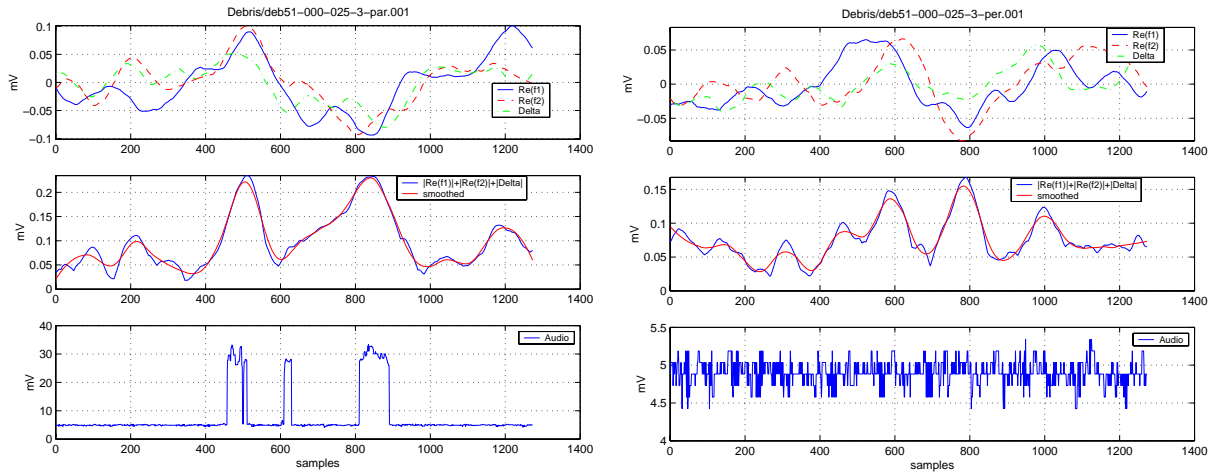 Debris/deb51-000-025-3-par.001
0.1
0.05
0
-0.05
-0.1
mV
Re(f1)
Re(f2)
Delta
0 200 400 600 800 1000 1200 1400
0.2
0.15
0.1
0.05
0
mV
|Re(f1)|+|Re(f2)|+|Delta|
smoothed
0 200 400 600 800 1000 1200 1400
40
30
20
10
0
mV
Audio
0 200 400 600 800 1000 1200 1400
samples
Debris/deb51-000-025-3-per.001
0.05
0
-0.05
mV
Re(f1)
Re(f2)
Delta
0 200 400 600 800 1000 1200 1400
0.15
0.1
0.05
0
mV
|Re(f1)|+|Re(f2)|+|Delta|
smoothed
0 200 400 600 800 1000 1200 1400
5.5
5
4.5
4
mV
Audio
0 200 400 600 800 1000 1200 1400
samples